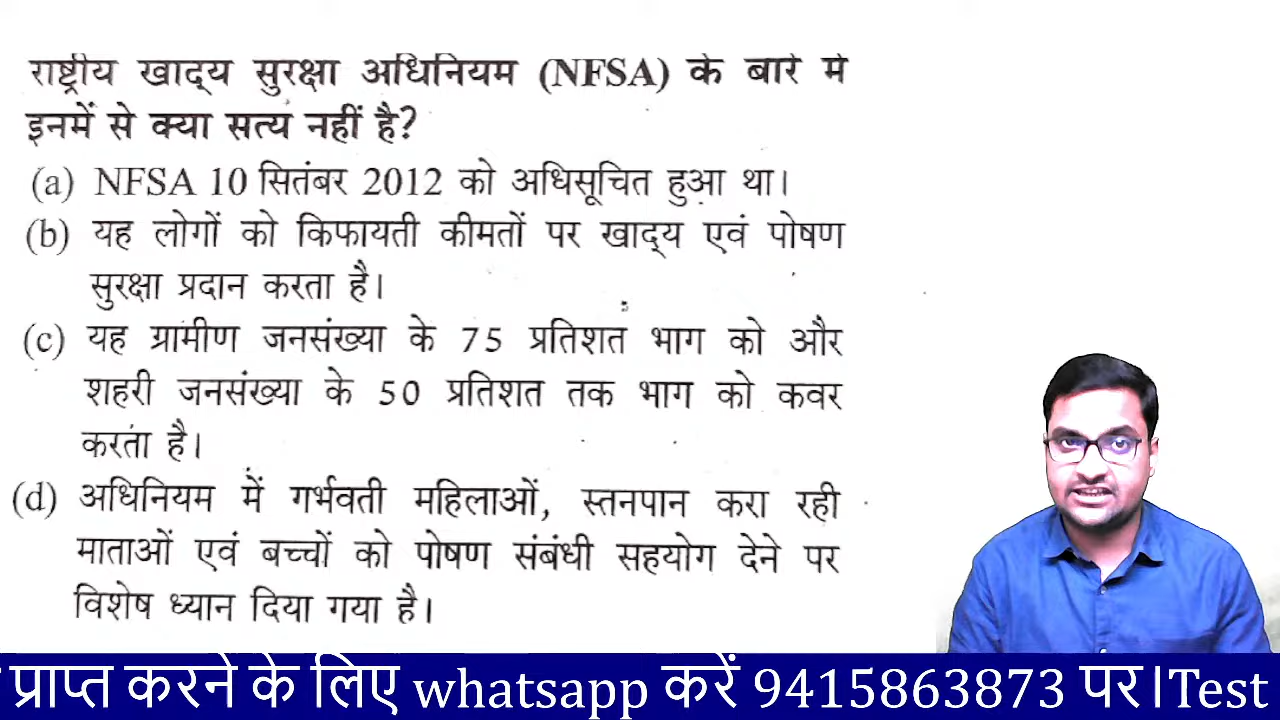 राष्ट्रीय खाद्य सुरक्षा अधिनियम (NFSA) के बारे में
इनमें से क्या सत्य नहीं है?
(a) NFSA 10 सितंबर 2012 को अधिसूचित हुआ था।
(b) यह लोगों को किफायती कीमतों पर खाद्य एवं पोषण
सुरक्षा प्रदान करता है।
(c) यह ग्रामीण जनसंख्या के 75 प्रतिशत भाग को और
शहरी जनसंख्या के 50 प्रतिशत तक भाग को कवर
करता है।
(d) अधिनियम में गर्भवती महिलाओं, स्तनपान करा रही
माताओं एवं बच्चों को पोषण संबंधी सहयोग देने पर
विशेष ध्यान दिया गया है।
प्राप्त करने के लिए whatsapp करें 9415863873 पर।Test